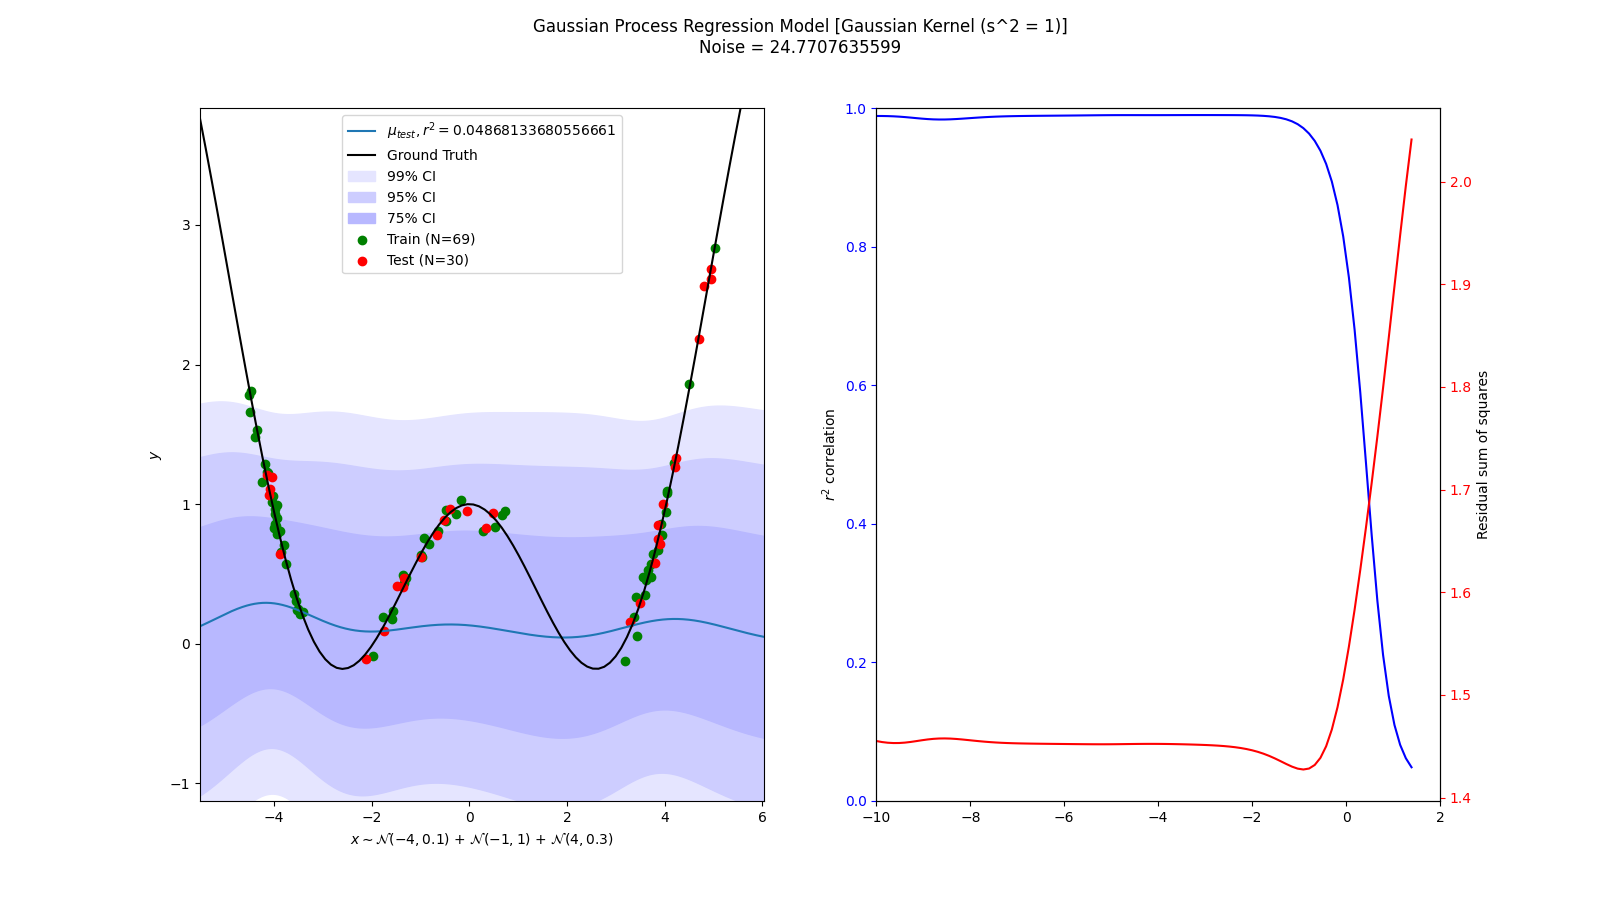 Gaussian Process Regression Model [Gaussian Kernel (s^2 = 1)]
Noise = 24.7707635599
μ_test, r² = 0.04868133680556661
Ground Truth
99% CI
95% CI
75% CI
Train (N=69)
Test (N=30)
y
3
2
1
0
−1
−4
−2
0
2
4
6
x ~ 𝒩(−4, 0.1) + 𝒩(−1, 1) + 𝒩(4, 0.3)
r² correlation
1.0
0.8
0.6
0.4
0.2
0.0
−10
−8
−6
−4
−2
0
2
2.0
1.9
1.8
1.7
1.6
1.5
1.4
Residual sum of squares